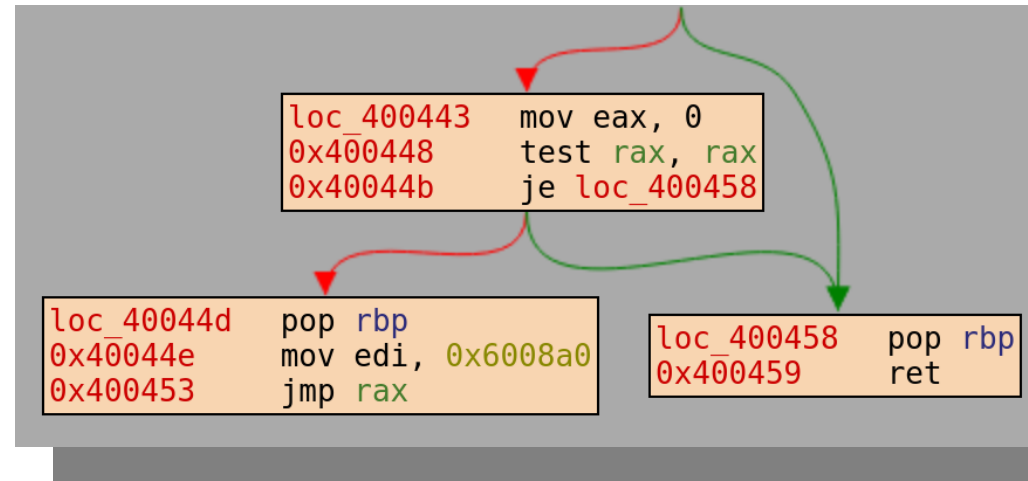 loc_400443 mov eax, 0
0x400448 test rax, rax
0x40044b je loc_400458
loc_40044d pop rbp
0x40044e mov edi, 0x6008a0
0x400453 jmp rax
loc_400458 pop rbp
0x400459 ret